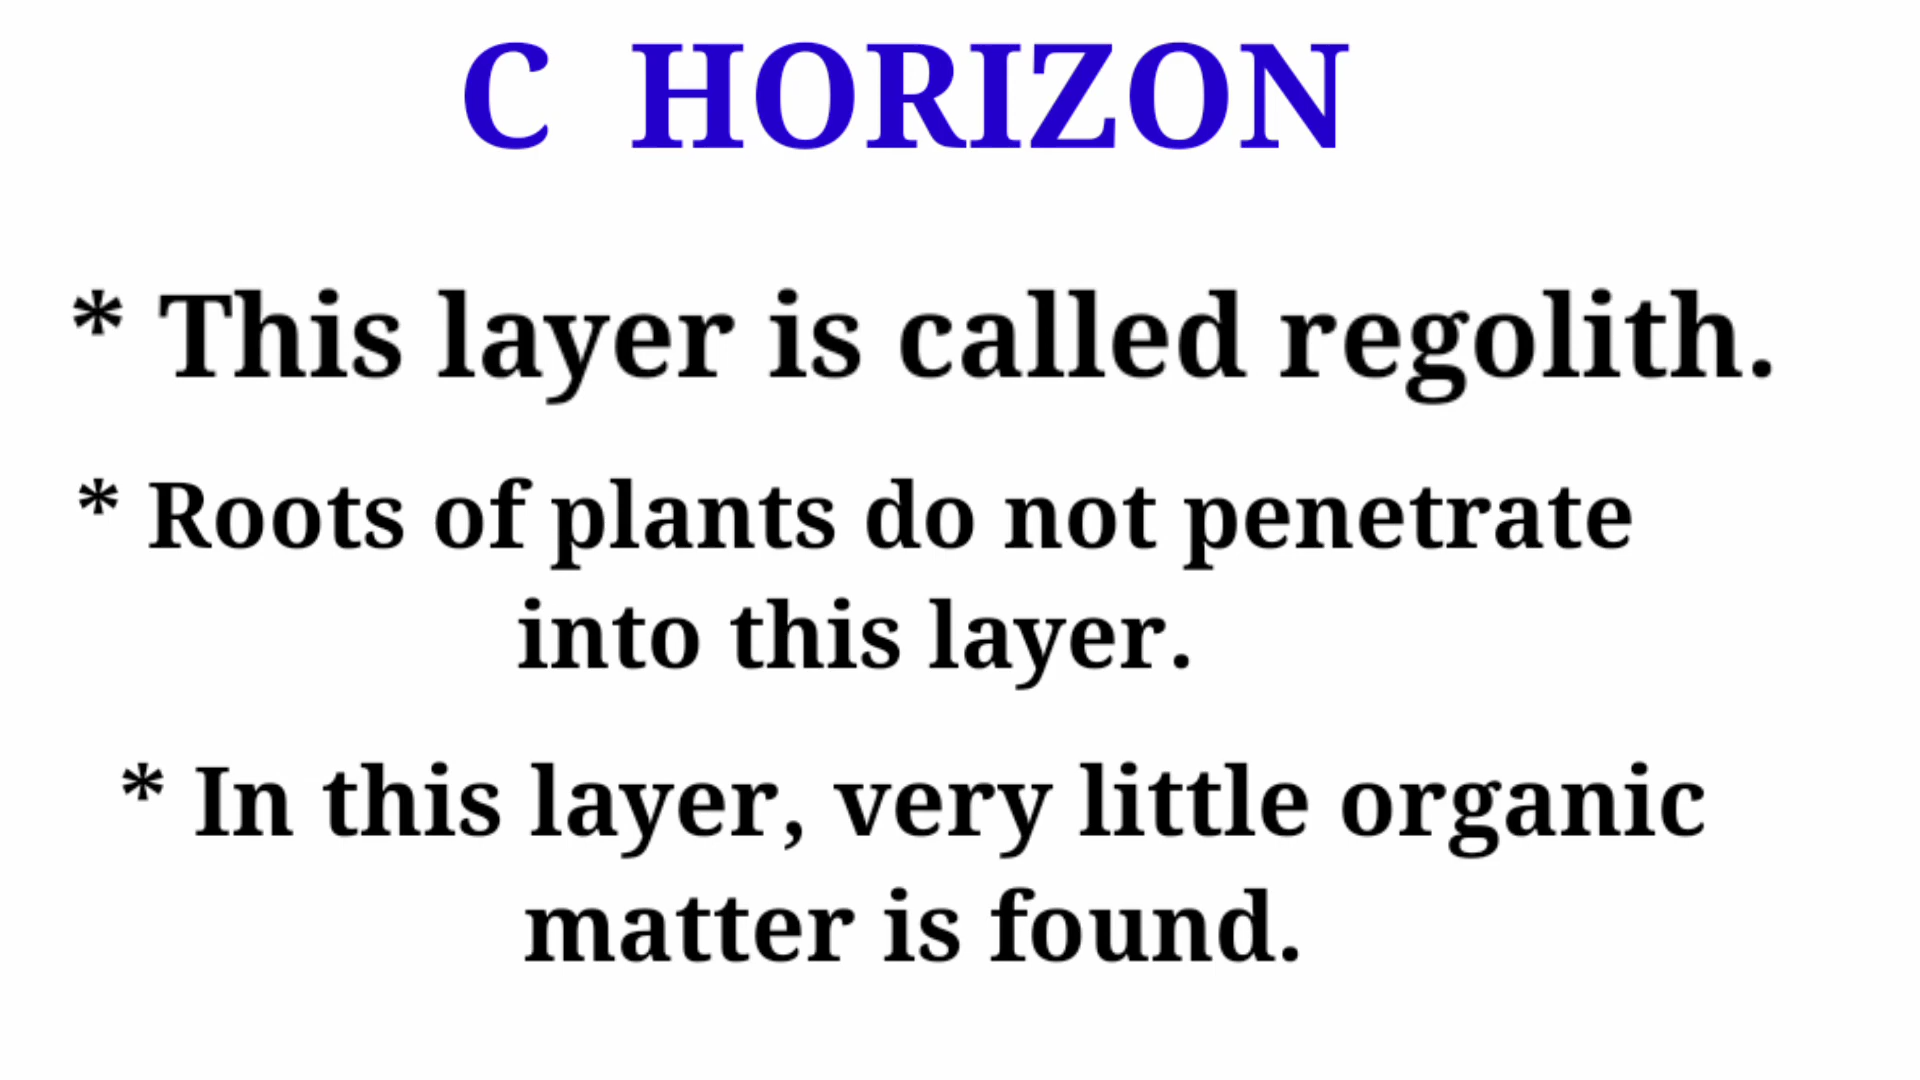 C HORIZON
* This layer is called regolith.
* Roots of plants do not penetrate
into this layer.
* In this layer, very little organic
matter is found.